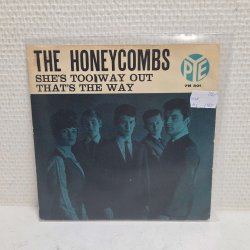 THE HONEYCOMBS
PYE
SHE'S TOO WAY OUT
THAT'S THE WAY